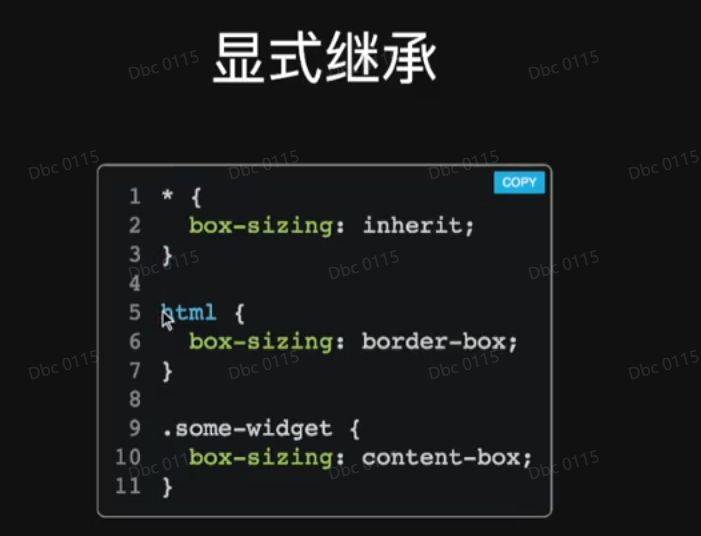 显式继承
COPY
1 * {
2   box-sizing: inherit;
3 }
4
5 html {
6   box-sizing: border-box;
7 }
8
9 .some-widget {
10   box-sizing: content-box;
11 }
Dbc 0115
Dbc 0115
Dbc 0115
Dbc 0115
Dbc 0115
Dbc 0115
Dbc 0115
Dbc 0115
Dbc 0115
Dbc 0115
Dbc 0115
Dbc 0115
Dbc 0115
Dbc 0115